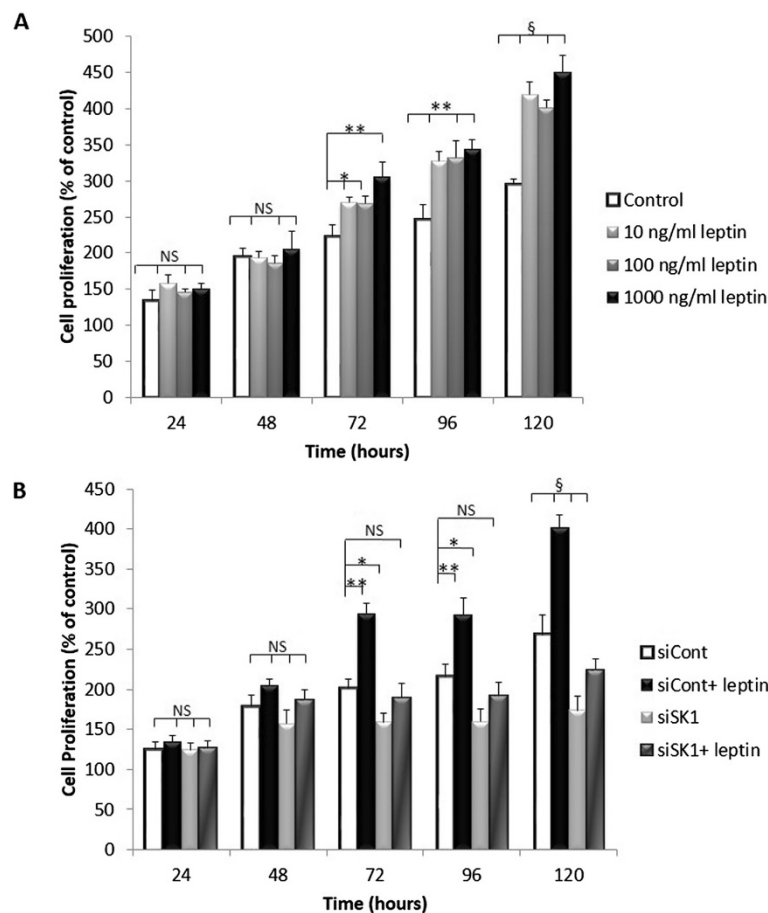 A
Cell proliferation (% of control)
500
450
400
350
300
250
200
150
100
50
0
NS
NS
**
*
**
§
24 48 72 96 120
Time (hours)
Control
10 ng/ml leptin
100 ng/ml leptin
1000 ng/ml leptin
B
Cell Proliferation (% of control)
450
400
350
300
250
200
150
100
50
0
NS
NS
NS
*
**
NS
*
**
§
24 48 72 96 120
Time (hours)
siCont
siCont+ leptin
siSK1
siSK1+ leptin